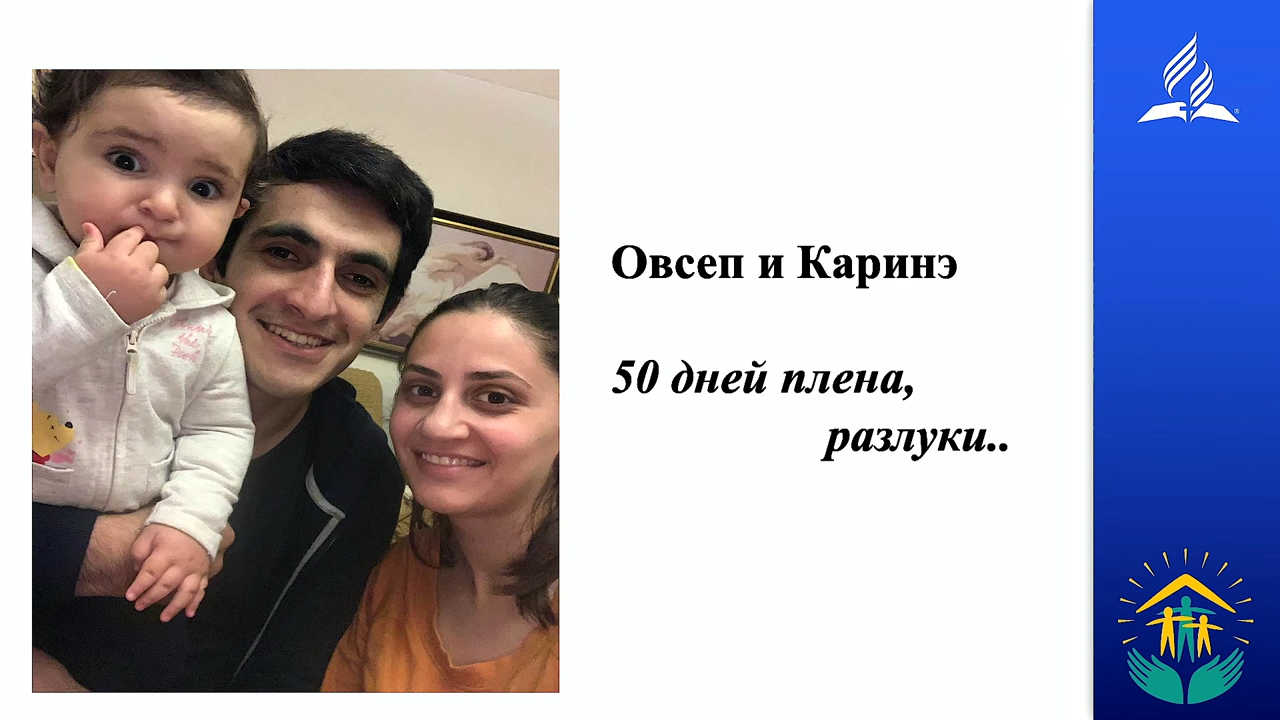 Овсеп и Каринэ
50 дней плена,
разлуки..